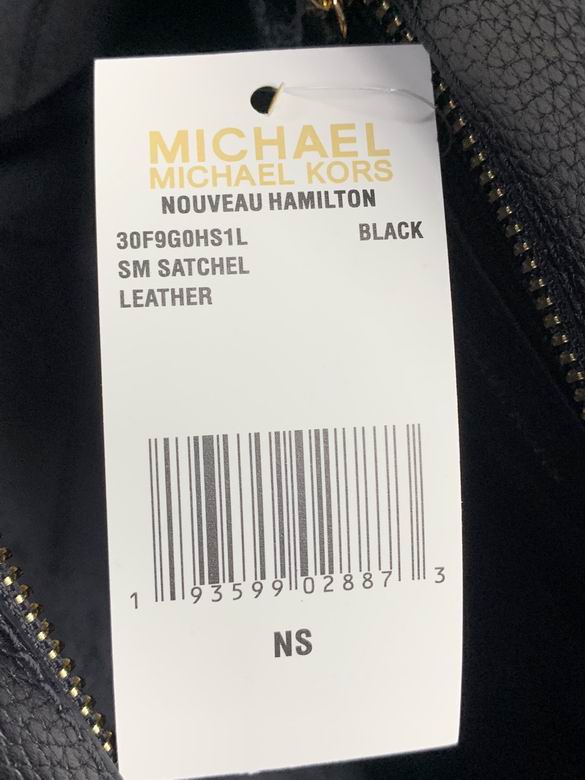 MICHAEL
MICHAEL KORS
NOUVEAU HAMILTON
30F9G0HS1L BLACK
SM SATCHEL
LEATHER
1 93599 02887 3
NS